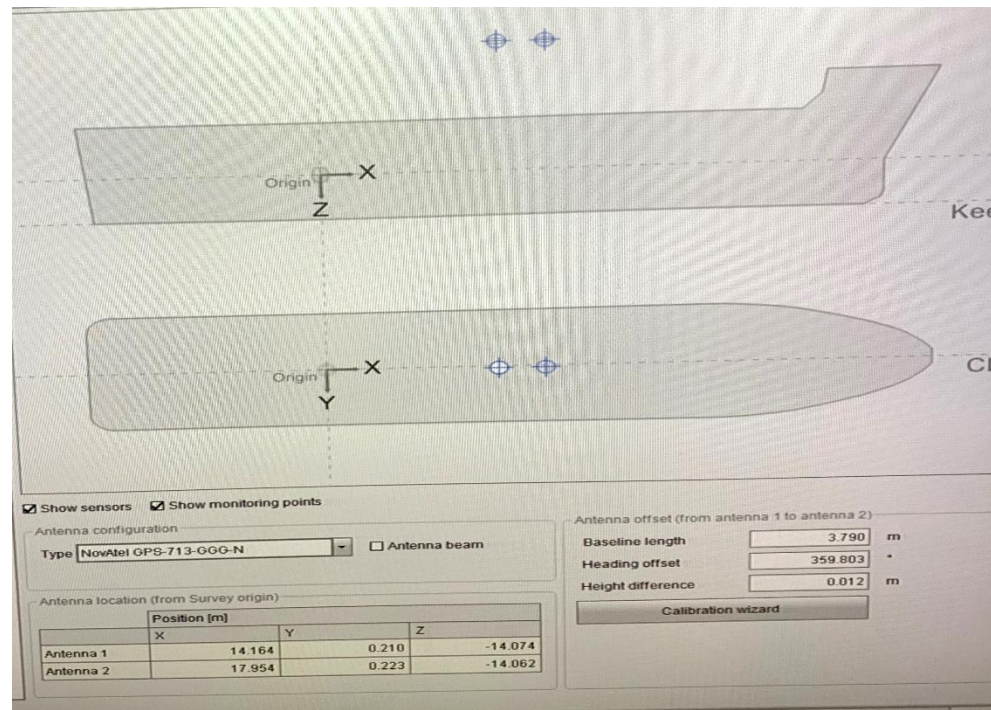 X
Origin
Z
Kee
X
Origin
Y
Cl
Show sensors Show monitoring points
Antenna configuration
Type NovAtel GPS-713-GGG-N Antenna beam
Antenna location (from Survey origin)
Position [m]
X Y Z
Antenna 1 14.164 0.210 -14.074
Antenna 2 17.954 0.223 -14.062
Antenna offset (from antenna 1 to antenna 2)
Baseline length 3.790 m
Heading offset 359.803 °
Height difference 0.012 m
Calibration wizard